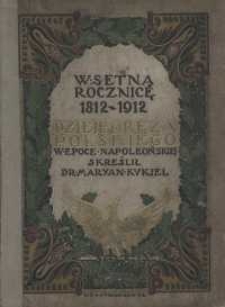 W·SETNĄ
ROCZNICĘ
1812-1912
DZIEJE ORĘŻA
POLSKIEGO
W·EPOCE·NAPOLEOŃSKIEJ
SKREŚLIŁ
DR·MARYAN·KUKIEL